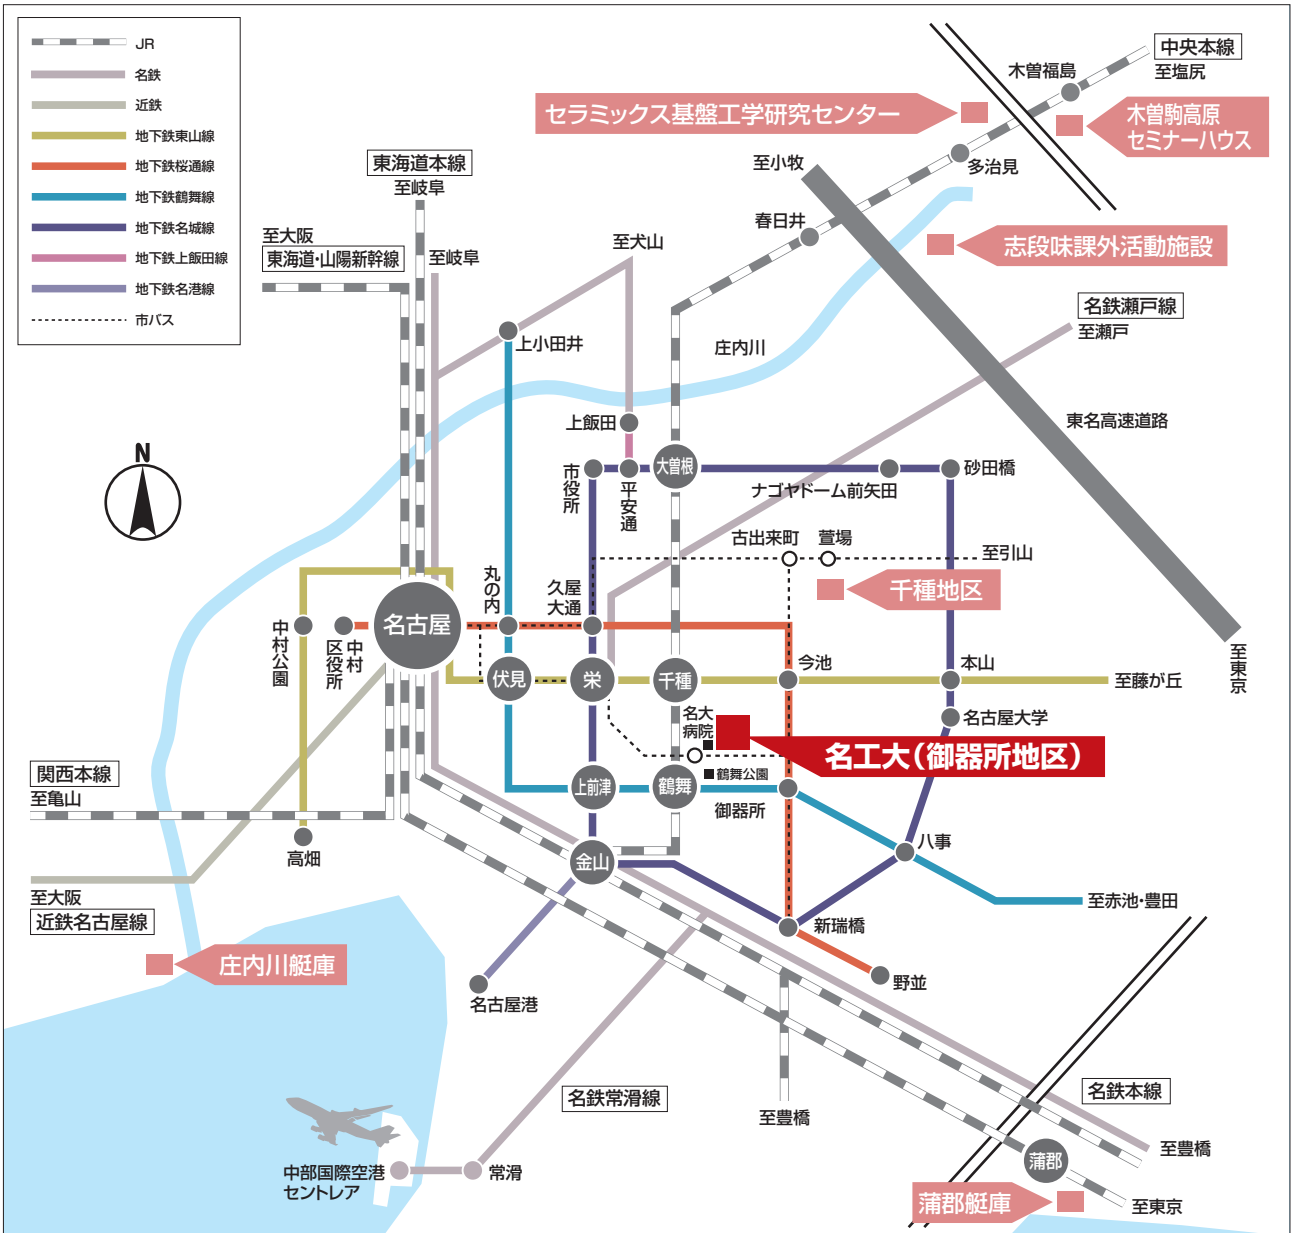 JR
名鉄
近鉄
地下鉄東山線
地下鉄桜通線
地下鉄鶴舞線
地下鉄名城線
地下鉄上飯田線
地下鉄名港線
市バス
中央本線
至塩尻
木曽福島
セラミックス基盤工学研究センター
木曽駒高原
セミナーハウス
多治見
東海道本線
至岐阜
至小牧
春日井
至大阪
東海道・山陽新幹線
至岐阜
至犬山
志段味課外活動施設
名鉄瀬戸線
至瀬戸
上小田井
庄内川
東名高速道路
上飯田
N
市役所
平安通
大曽根
ナゴヤドーム前矢田
砂田橋
古出来町
萱場
至引山
千種地区
丸の内
久屋
大通
名古屋
中村公園
中村
区役所
伏見
栄
千種
今池
本山
至藤が丘
至東京
名古屋大学
名大
病院
名工大(御器所地区)
鶴舞公園
上前津
鶴舞
御器所
関西本線
至亀山
高畑
金山
八事
至大阪
近鉄名古屋線
至赤池・豊田
新瑞橋
庄内川艇庫
名古屋港
野並
名鉄常滑線
至豊橋
名鉄本線
至豊橋
中部国際空港
セントレア
常滑
蒲郡
蒲郡艇庫
至東京